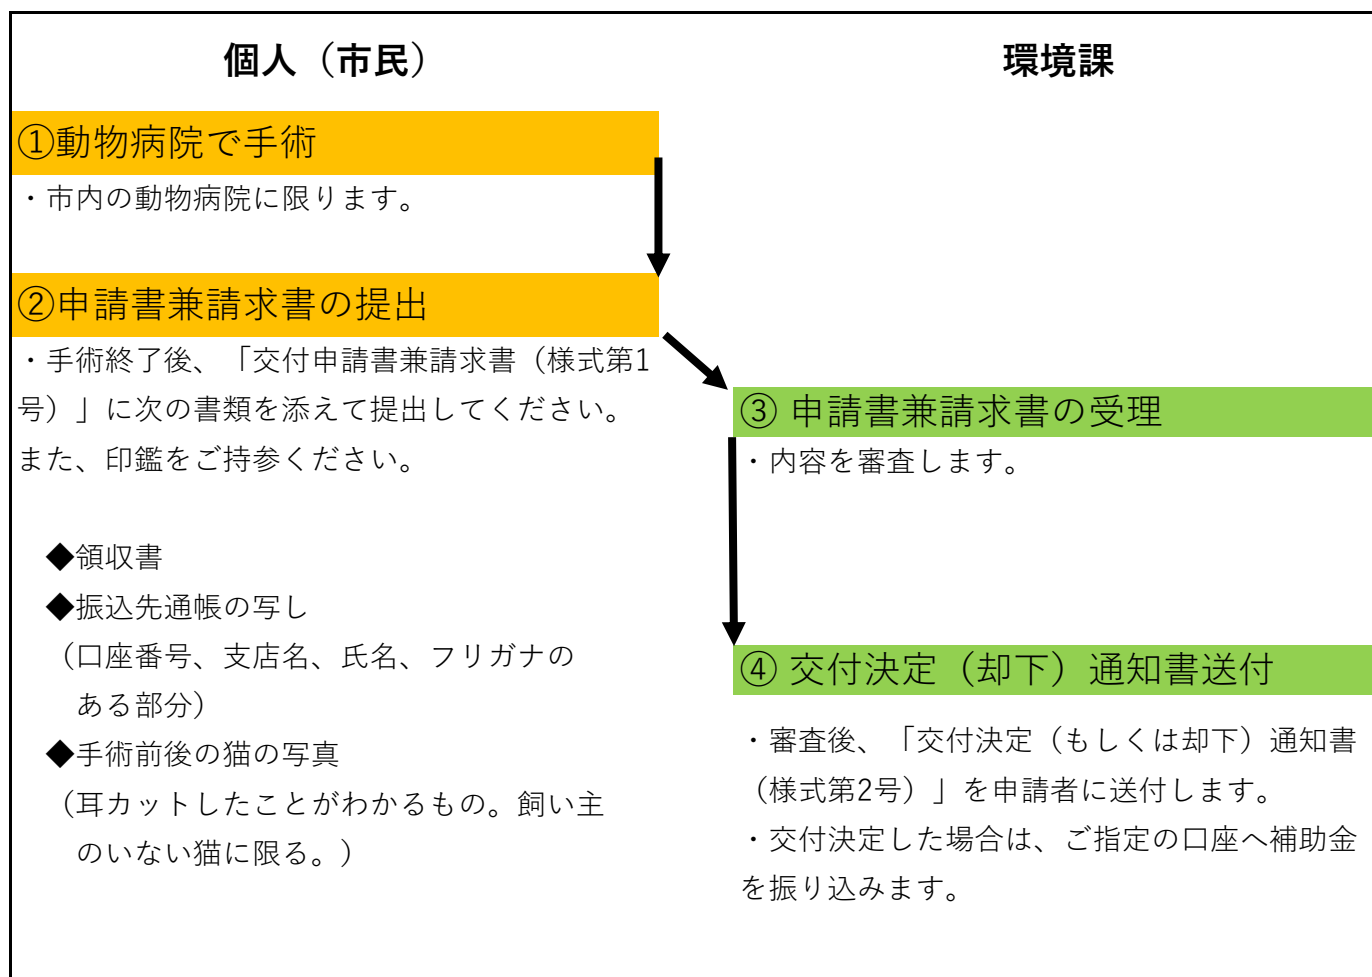 個人（市民）
環境課
①動物病院で手術
・市内の動物病院に限ります。
②申請書兼請求書の提出
・手術終了後、「交付申請書兼請求書（様式第1
号）」に次の書類を添えて提出してください。
また、印鑑をご持参ください。
◆領収書
◆振込先通帳の写し
（口座番号、支店名、氏名、フリガナの
ある部分）
◆手術前後の猫の写真
（耳カットしたことがわかるもの。飼い主
のいない猫に限る。）
③ 申請書兼請求書の受理
・内容を審査します。
④ 交付決定（却下）通知書送付
・審査後、「交付決定（もしくは却下）通知書
（様式第2号）」を申請者に送付します。
・交付決定した場合は、ご指定の口座へ補助金
を振り込みます。